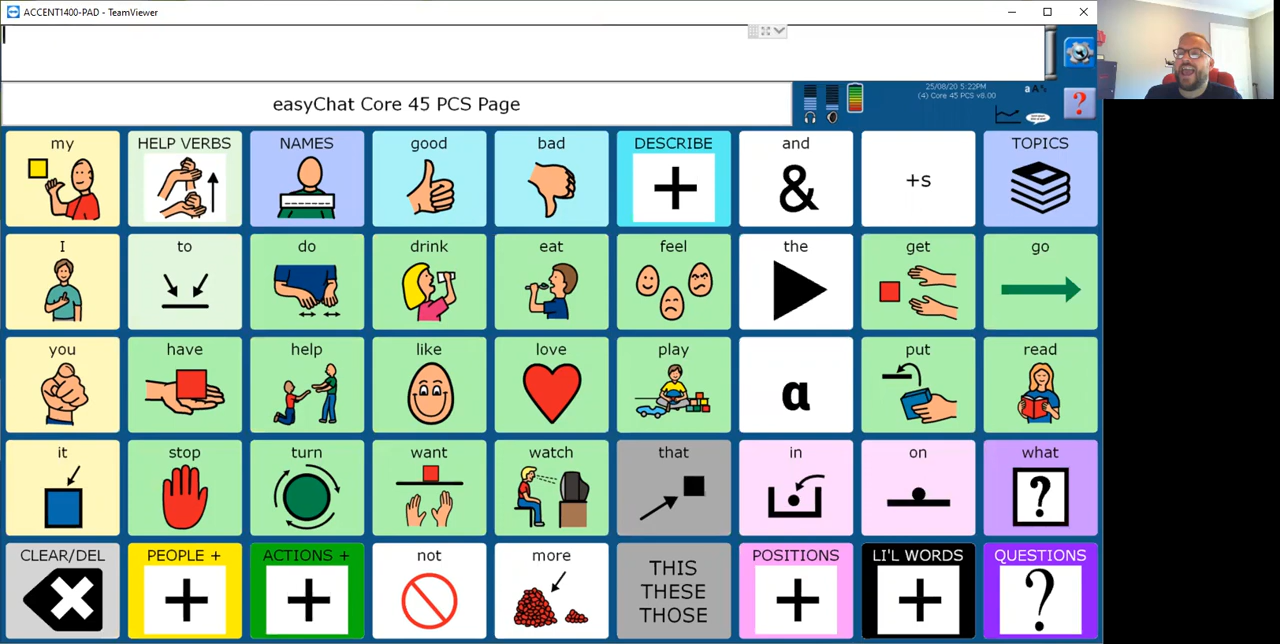 ACCENT1400-PAD - TeamViewer
easyChat Core 45 PCS Page
25/08/20 5:22PM
(4) Core 45 PCS v8.00
?
my
HELP VERBS
NAMES
good
bad
DESCRIBE
and
+s
TOPICS
&
I
to
do
drink
eat
feel
the
get
go
you
have
help
like
love
play
a
put
read
it
stop
turn
want
watch
that
in
on
what
?
CLEAR/DEL
PEOPLE +
ACTIONS +
not
more
THIS
THESE
THOSE
POSITIONS
LI'L WORDS
QUESTIONS
?